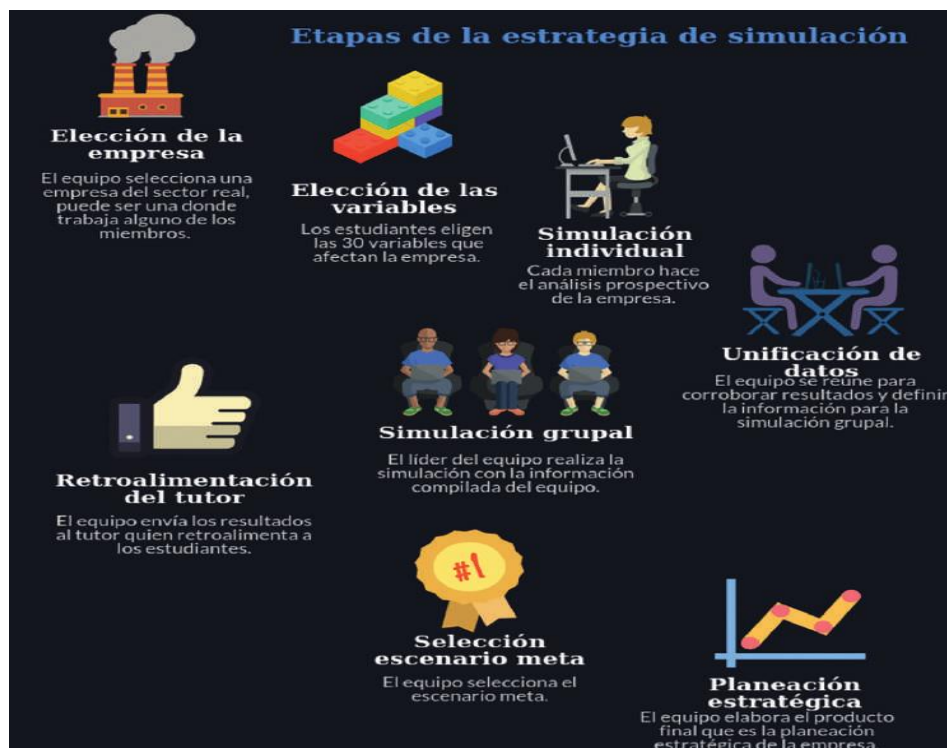 Etapas de la estrategia de simulación
Elección de la
empresa
El equipo selecciona una
empresa del sector real,
puede ser una donde
trabaja alguno de los
miembros.
Elección de las
variables
Los estudiantes eligen
las 30 variables que
afectan la empresa.
Simulación
individual
Cada miembro hace
el análisis prospectivo
de la empresa.
Unificación de
datos
El equipo se reúne para
corroborar resultados y definir
la información para la
simulación grupal.
Simulación grupal
El líder del equipo realiza la
simulación con la información
compilada del equipo.
Retroalimentación
del tutor
El equipo envía los resultados
al tutor quien retroalimenta a
los estudiantes.
#1
Selección
escenario meta
El equipo selecciona el
escenario meta.
Planeación
estratégica
El equipo elabora el producto
final que es la planeación
estratégica de la empresa.